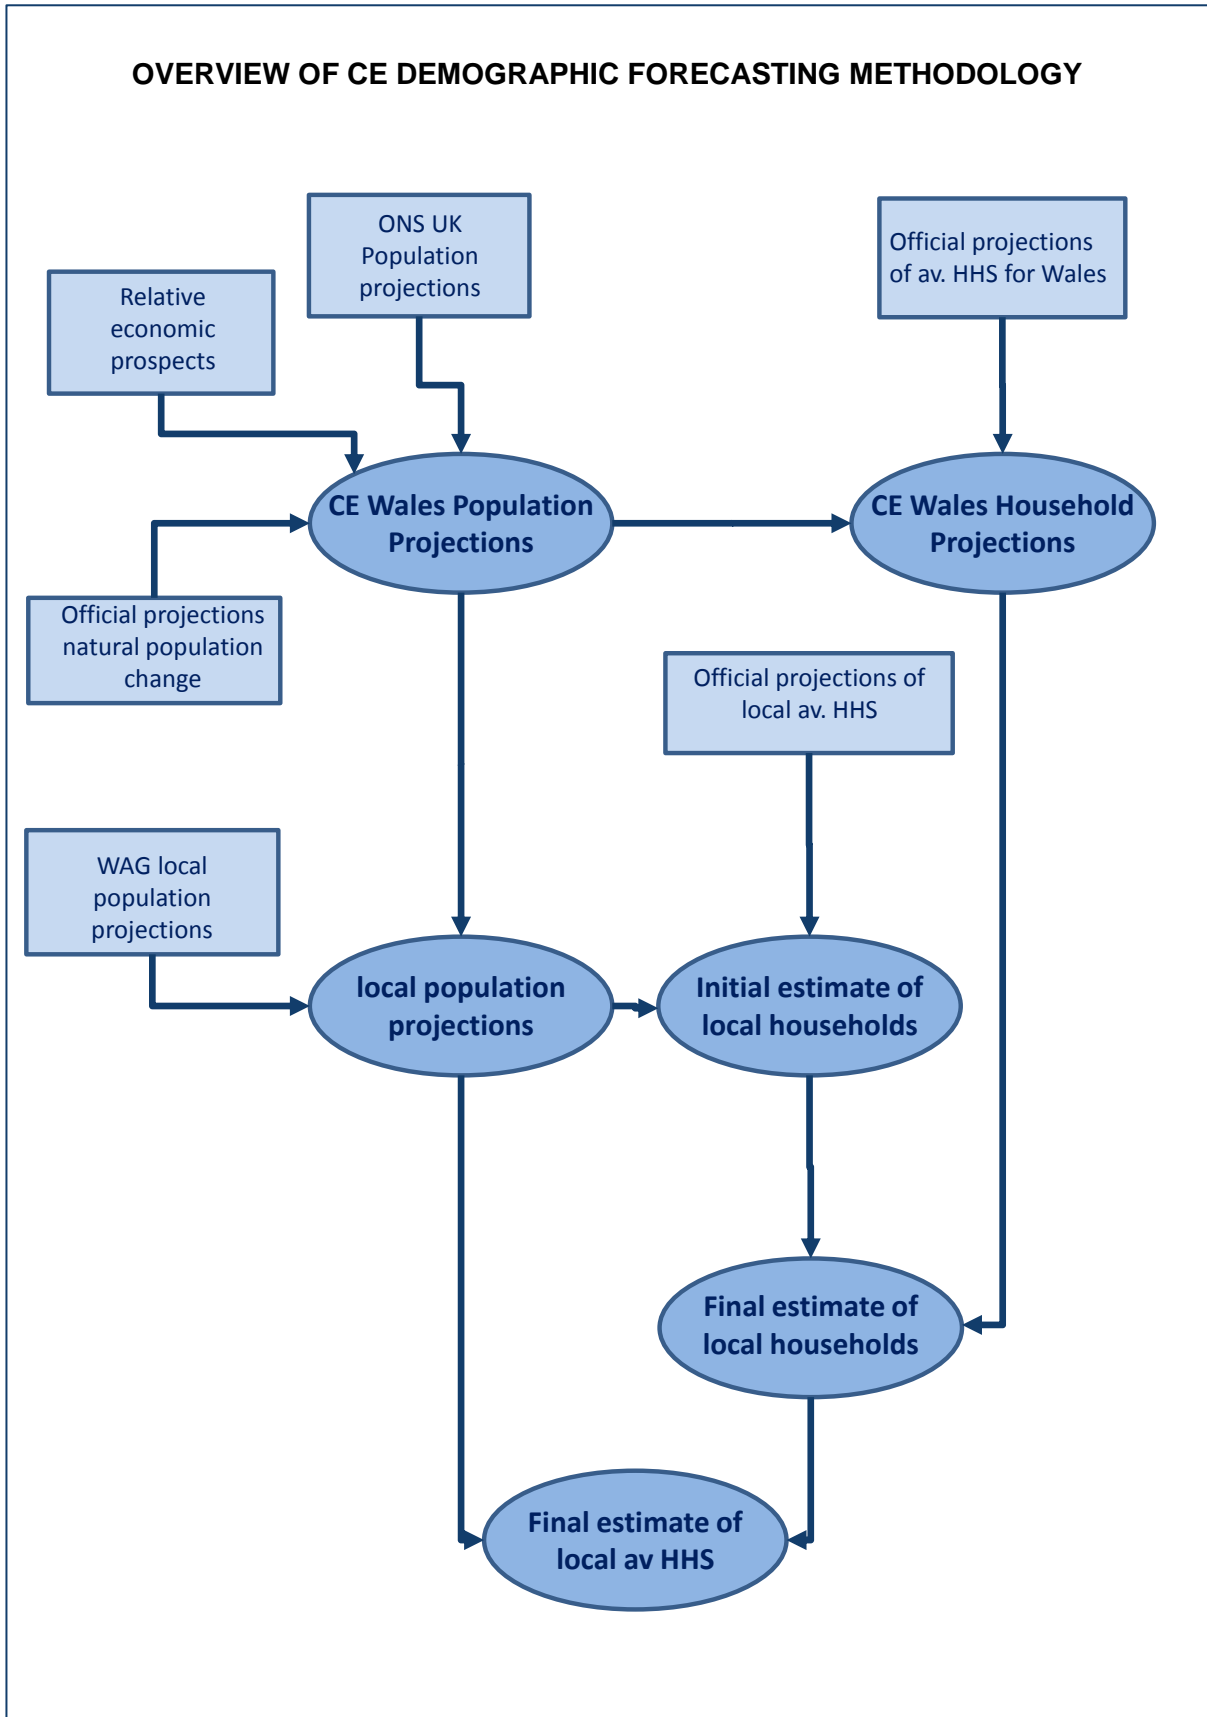 OVERVIEW OF CE DEMOGRAPHIC FORECASTING METHODOLOGY
ONS UK
Population
projections
Official projections
of av. HHS for Wales
Relative
economic
prospects
CE Wales Population
Projections
CE Wales Household
Projections
Official projections
natural population
change
Official projections of
local av. HHS
WAG local
population
projections
local population
projections
Initial estimate of
local households
Final estimate of
local households
Final estimate of
local av HHS